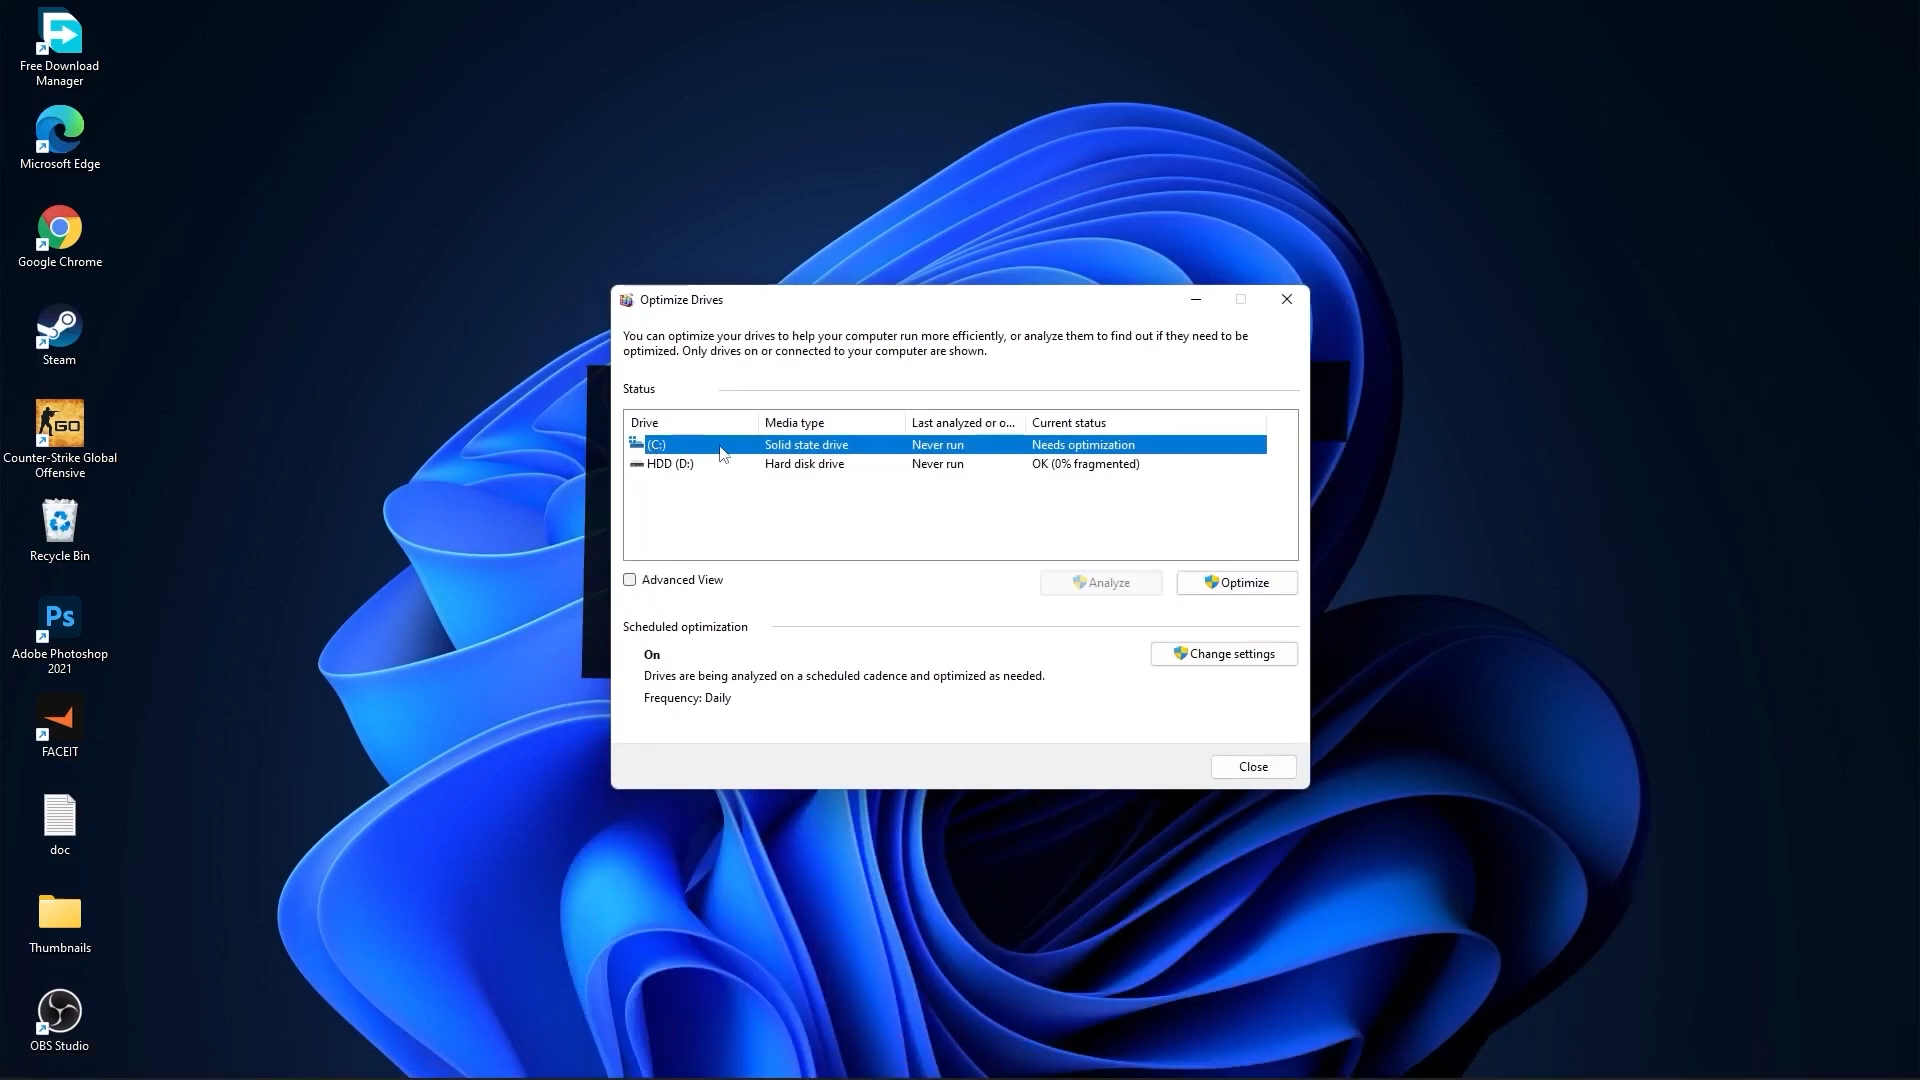 Free Download
Manager
Microsoft Edge
Google Chrome
Steam
GO
Counter-Strike Global
Offensive
Recycle Bin
Ps
Adobe Photoshop
2021
FACEIT
doc
Thumbnails
OBS Studio
Optimize Drives
You can optimize your drives to help your computer run more efficiently, or analyze them to find out if they need to be
optimized. Only drives on or connected to your computer are shown.
Status
Drive Media type Last analyzed or o... Current status
(C:) Solid state drive Never run Needs optimization
HDD (D:) Hard disk drive Never run OK (0% fragmented)
Advanced View
Analyze
Optimize
Scheduled optimization
On
Change settings
Drives are being analyzed on a scheduled cadence and optimized as needed.
Frequency: Daily
Close